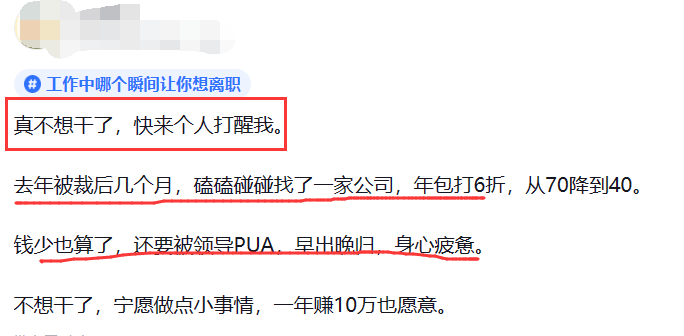 # 工作中哪个瞬间让你想离职
真不想干了，快来个人打醒我。
去年被裁后几个月，磕磕碰碰找了一家公司，年包打6折，从70降到40。
钱少也算了，还要被领导PUA，早出晚归，身心疲惫。
不想干了，宁愿做点小事情，一年赚10万也愿意。